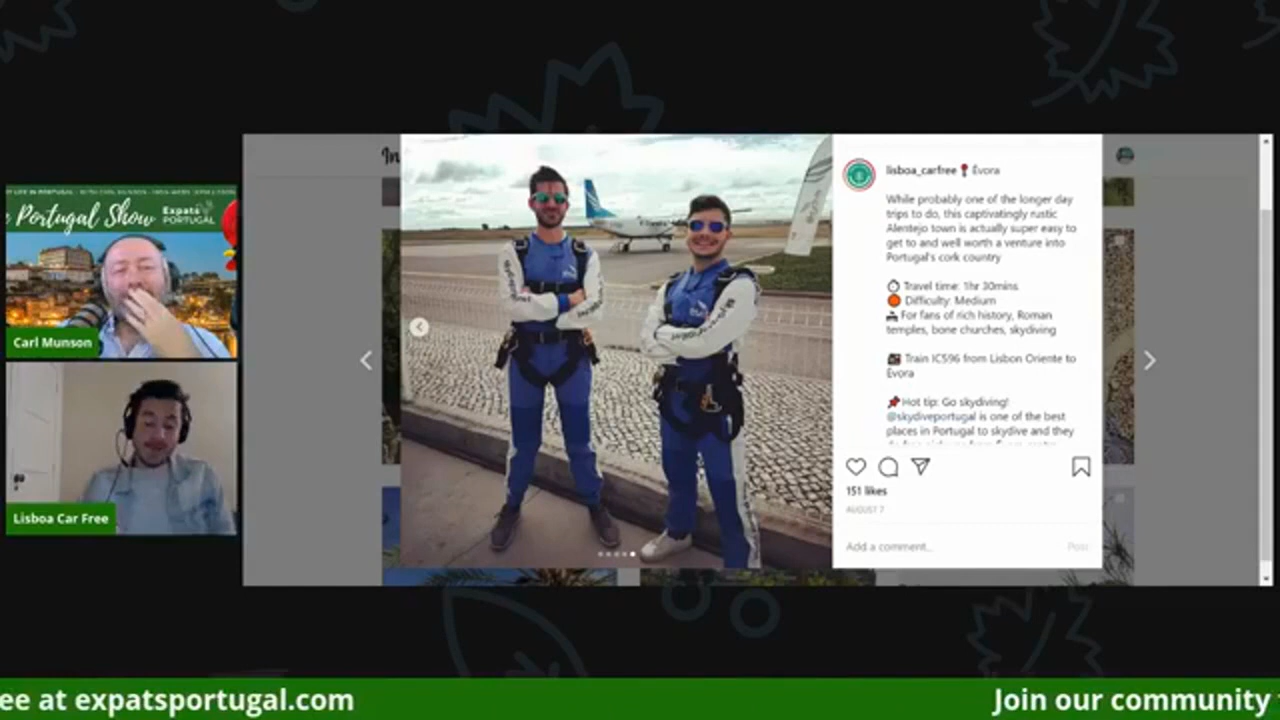 Portugal Show
Expats
PORTUGAL
Carl Munson
Lisboa Car Free
In
lisboa_carfree
Évora
While probably one of the longer day
trips to do, this captivatingly rustic
Alentejo town is actually super easy to
get to and well worth a venture into
Portugal's cork country
Travel time: 1hr 30mins
Difficulty: Medium
For fans of rich history, Roman
temples, bone churches, skydiving
Train IC596 from Lisbon Oriente to
Évora
Hot tip: Go skydiving!
@skydiveportugal is one of the best
places in Portugal to skydive and they
151 likes
AUGUST 7
Add a comment...
Post
ee at expatsportugal.com
Join our community